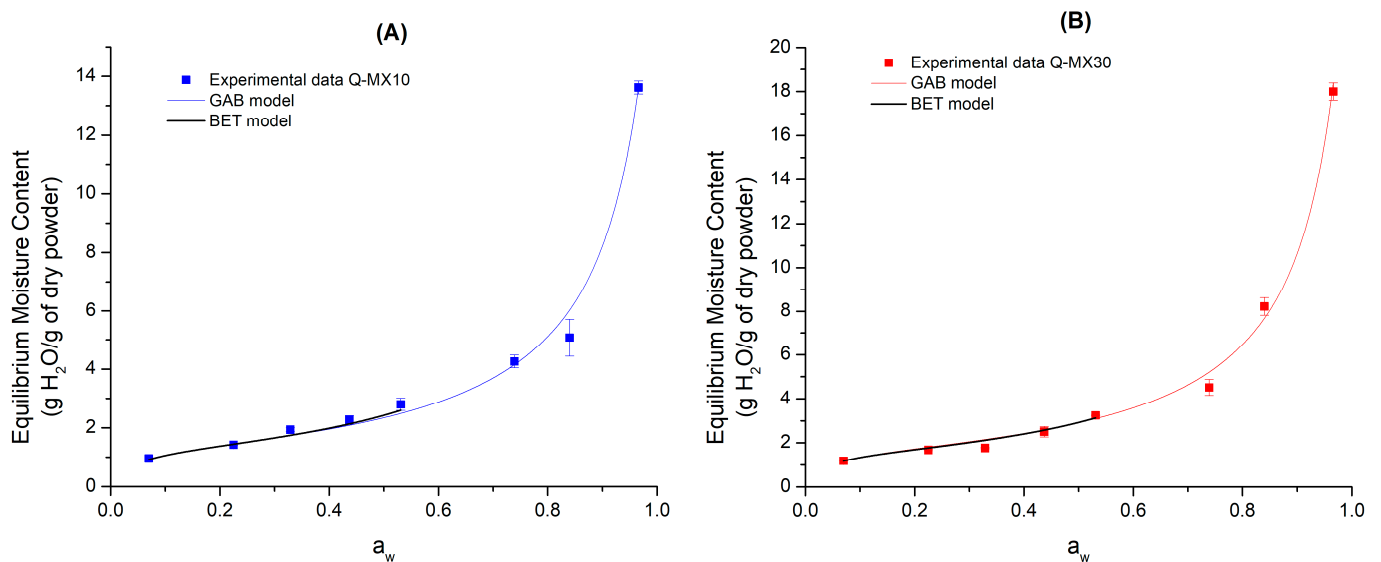 (A)
Experimental data Q-MX10
GAB model
BET model
Equilibrium Moisture Content
(g H₂O/g of dry powder)
14
12
10
8
6
4
2
0
0.0 0.2 0.4 0.6 0.8 1.0
a_w
(B)
Experimental data Q-MX30
GAB model
BET model
Equilibrium Moisture Content
(g H₂O/g of dry powder)
20
18
16
14
12
10
8
6
4
2
0
0.0 0.2 0.4 0.6 0.8 1.0
a_w